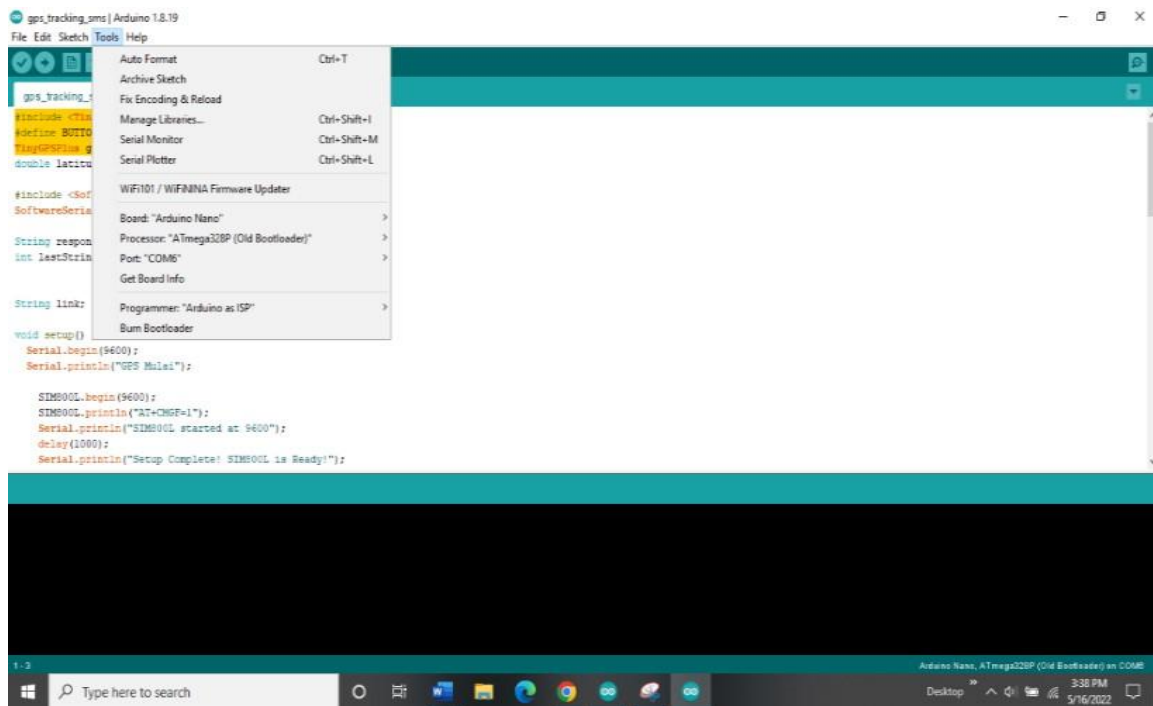 gps_tracking_sms | Arduino 1.8.19
File Edit Sketch Tools Help
Auto Format Ctrl+T
Archive Sketch
gps_tracking_s
Fix Encoding & Reload
#include <Tin
Manage Libraries... Ctrl+Shift+I
#define BUTTO
Serial Monitor Ctrl+Shift+M
TinyGPSPlus g
double latitu
Serial Plotter Ctrl+Shift+L
#include <Sof
WiFi101 / WiFiNINA Firmware Updater
SoftwareSeria
Board: "Arduino Nano"
String respon
Processor: "ATmega328P (Old Bootloader)"
int lastStrin
Port: "COM6"
Get Board Info
String link;
Programmer: "Arduino as ISP"
void setup()
Burn Bootloader
Serial.begin(9600);
Serial.println("GPS Mulai");
SIM800L.begin(9600);
SIM800L.println("AT+CMGF=1");
Serial.println("SIM800L started at 9600");
delay(1000);
Serial.println("Setup Complete! SIM800L is Ready!");
1 - 3
Arduino Nano, ATmega328P (Old Bootloader) on COM6
Type here to search
Desktop
3:38 PM
5/16/2022